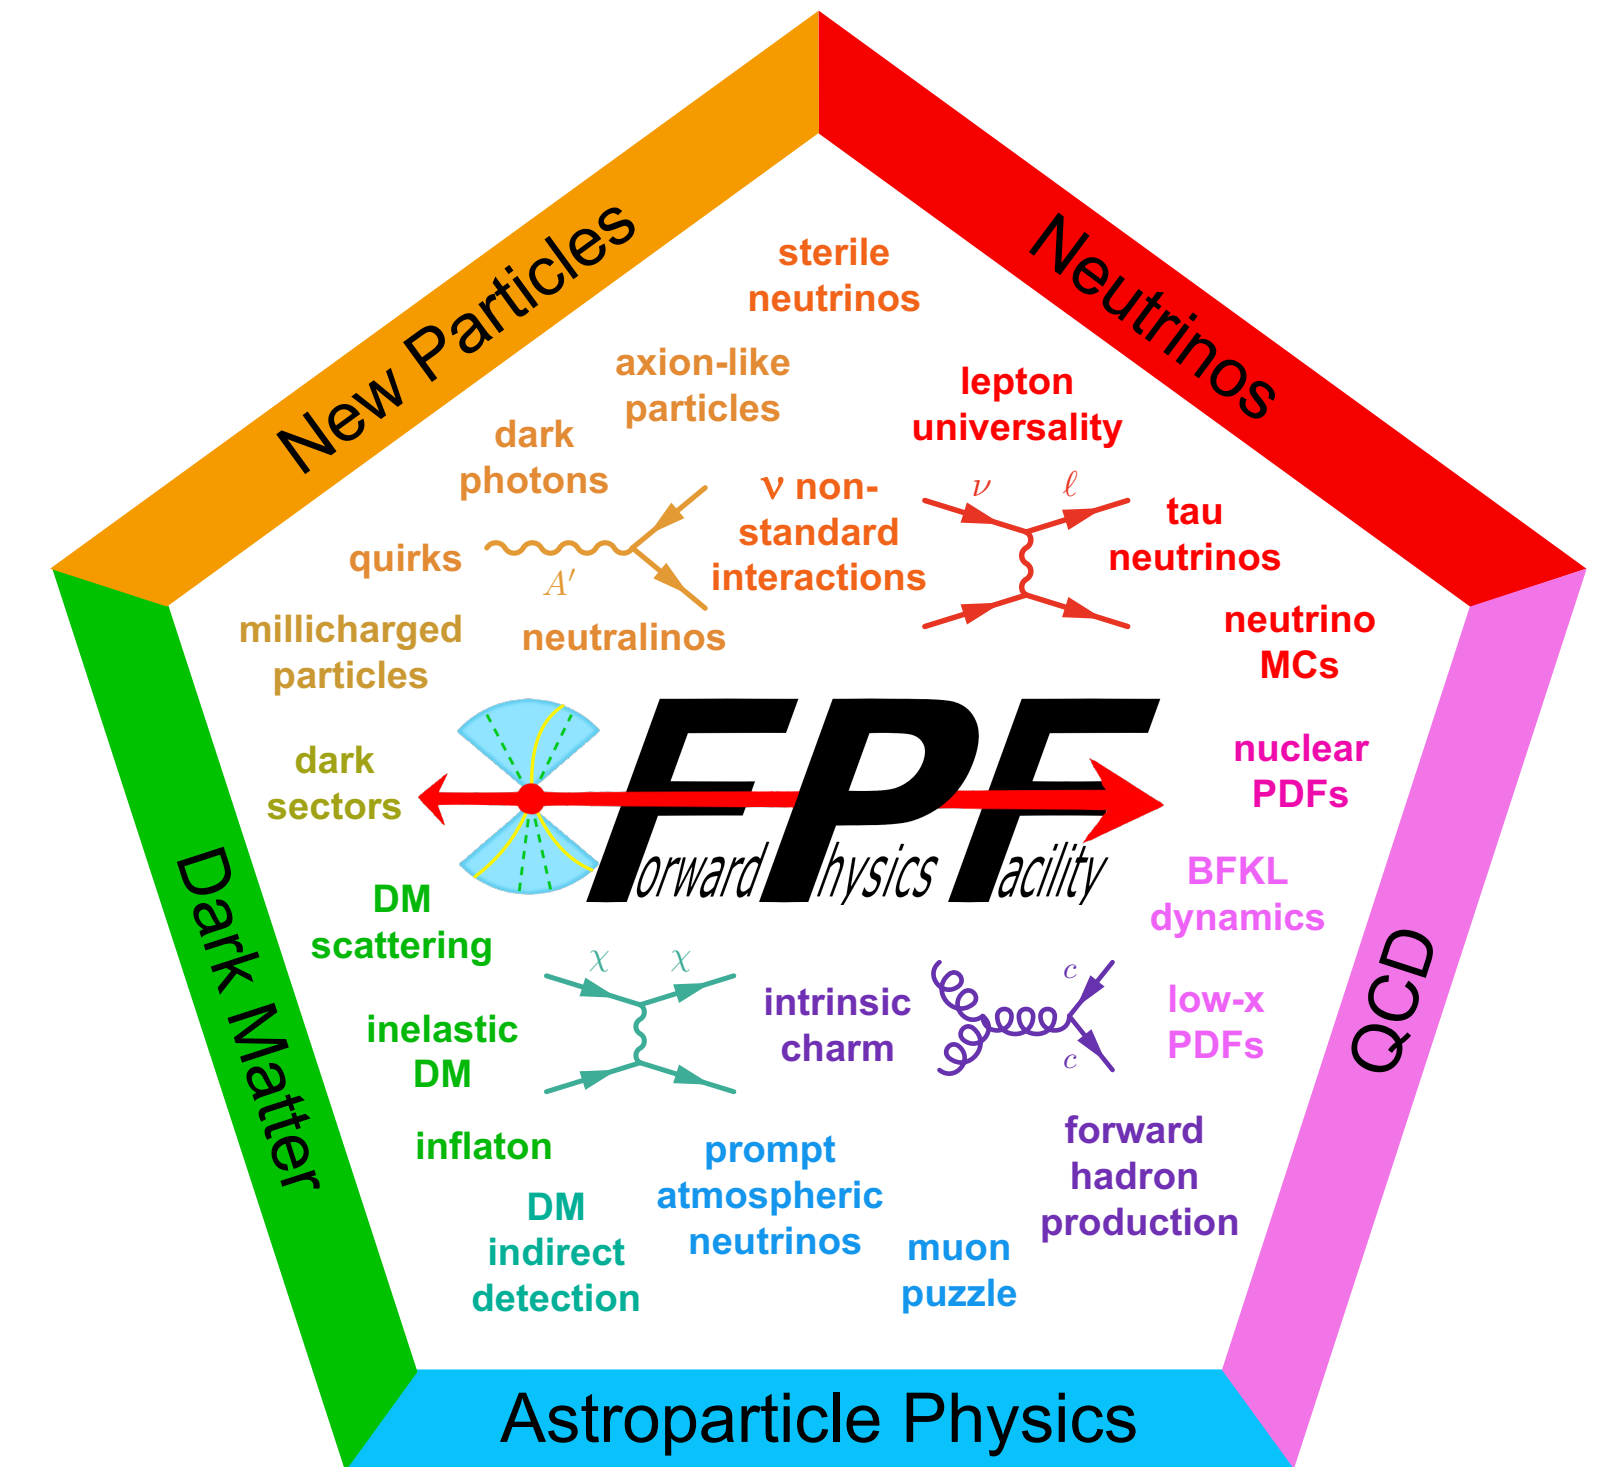 New Particles
Neutrinos
sterile
neutrinos
axion-like
particles
lepton
universality
dark
photons
ν non-
standard
interactions
ν
ℓ
tau
neutrinos
quirks
A′
neutralinos
millicharged
particles
neutrino
MCs
dark
sectors
Forward Physics Facility
nuclear
PDFs
Dark Matter
QCD
DM
scattering
BFKL
dynamics
χ
χ
intrinsic
charm
c
c
low-x
PDFs
inelastic
DM
inflaton
prompt
atmospheric
neutrinos
forward
hadron
production
DM
indirect
detection
muon
puzzle
Astroparticle Physics